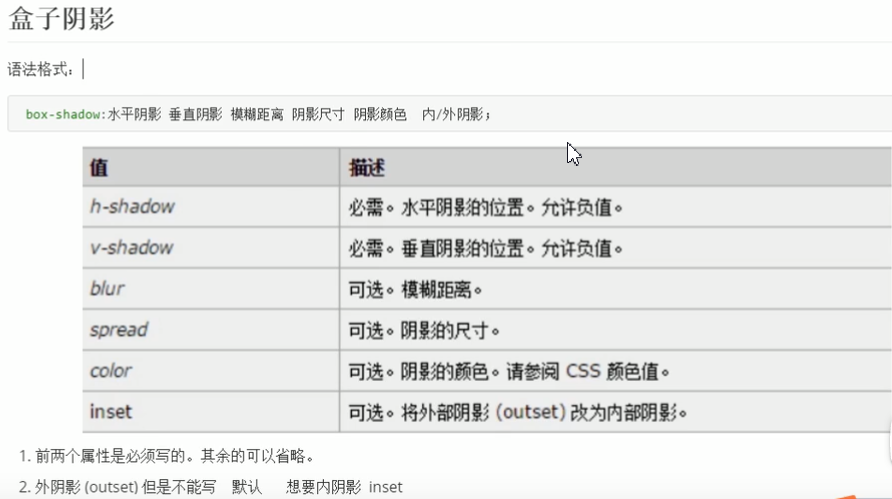 盒子阴影
语法格式：
box-shadow:水平阴影 垂直阴影 模糊距离 阴影尺寸 阴影颜色 内/外阴影;
值 描述
h-shadow 必需。水平阴影的位置。允许负值。
v-shadow 必需。垂直阴影的位置。允许负值。
blur 可选。模糊距离。
spread 可选。阴影的尺寸。
color 可选。阴影的颜色。请参阅 CSS 颜色值。
inset 可选。将外部阴影 (outset) 改为内部阴影。
1. 前两个属性是必须写的。其余的可以省略。
2. 外阴影 (outset) 但是不能写 默认 想要内阴影 inset